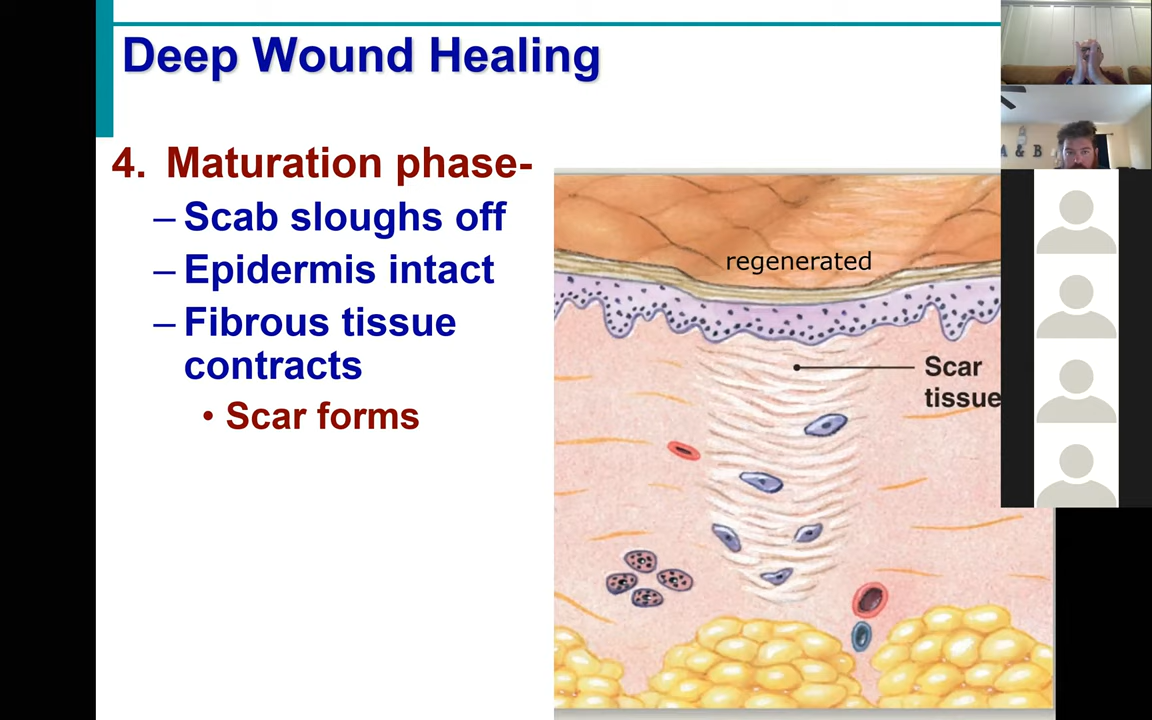 Deep Wound Healing
4. Maturation phase-
– Scab sloughs off
– Epidermis intact
– Fibrous tissue
contracts
• Scar forms
regenerated
Scar
tissue
A & B